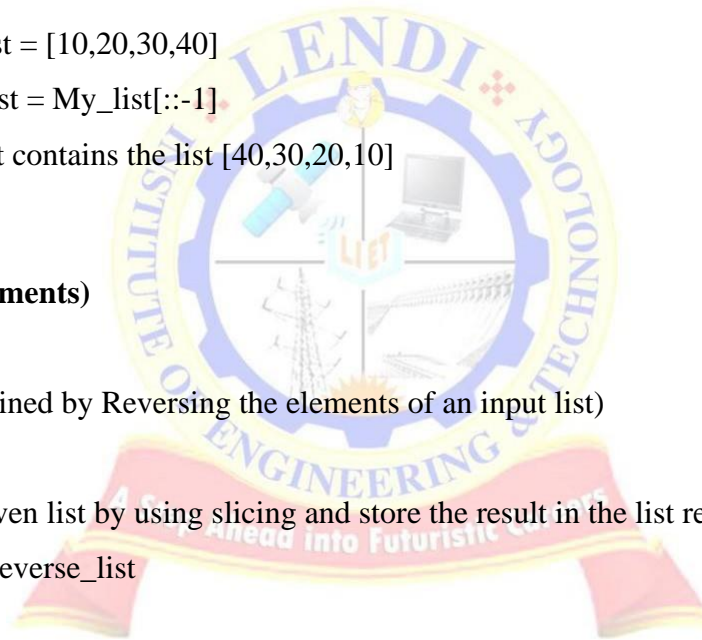 st = [10,20,30,40]
st = My_list[::-1]
t contains the list [40,30,20,10]
ments)
ined by Reversing the elements of an input list)
ven list by using slicing and store the result in the list re
everse_list
LENDI
INSTITUTE OF ENGINEERING & TECHNOLOGY
LIET
A Step Ahead into Futuristic Careers